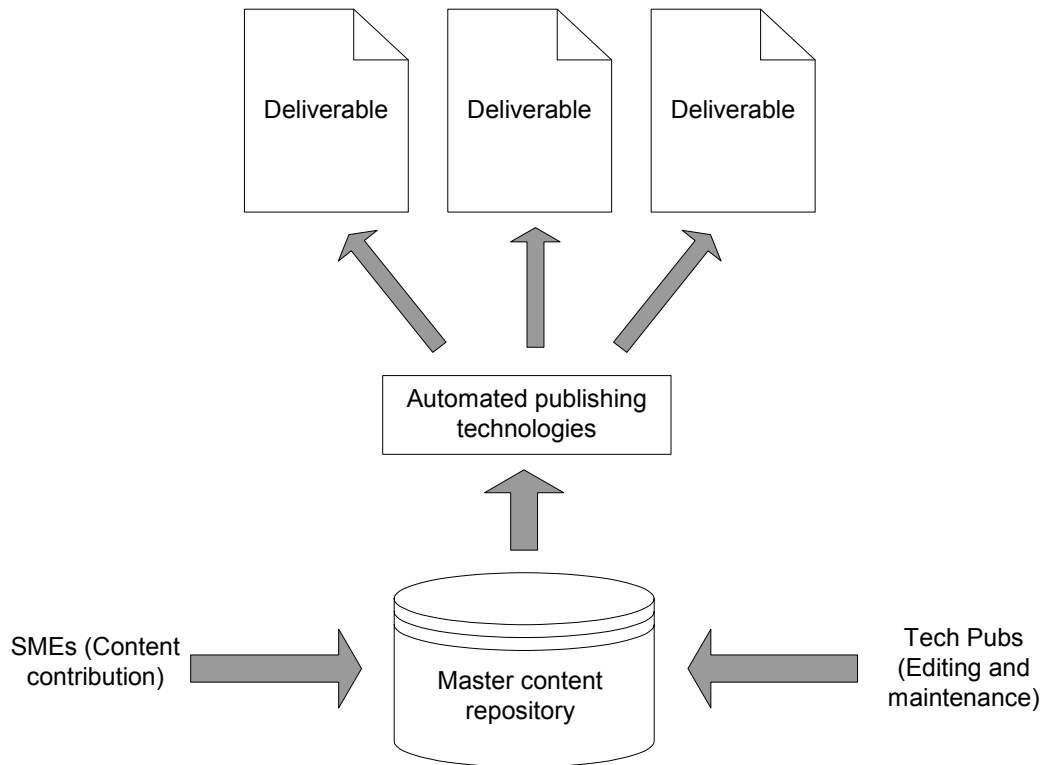 Deliverable
Deliverable
Deliverable
Automated publishing
technologies
SMEs (Content
contribution)
Master content
repository
Tech Pubs
(Editing and
maintenance)